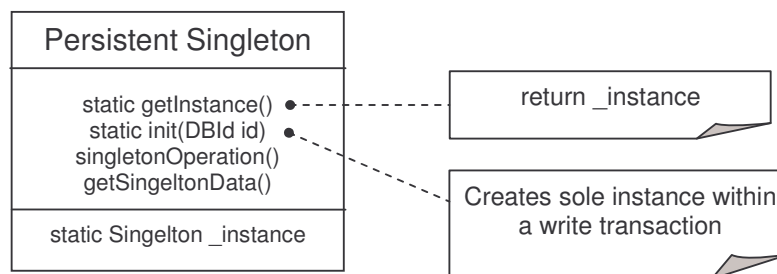 Persistent Singleton
static getInstance()
static init(DBId id)
singletonOperation()
getSingeltonData()
static Singelton _instance
return _instance
Creates sole instance within
a write transaction